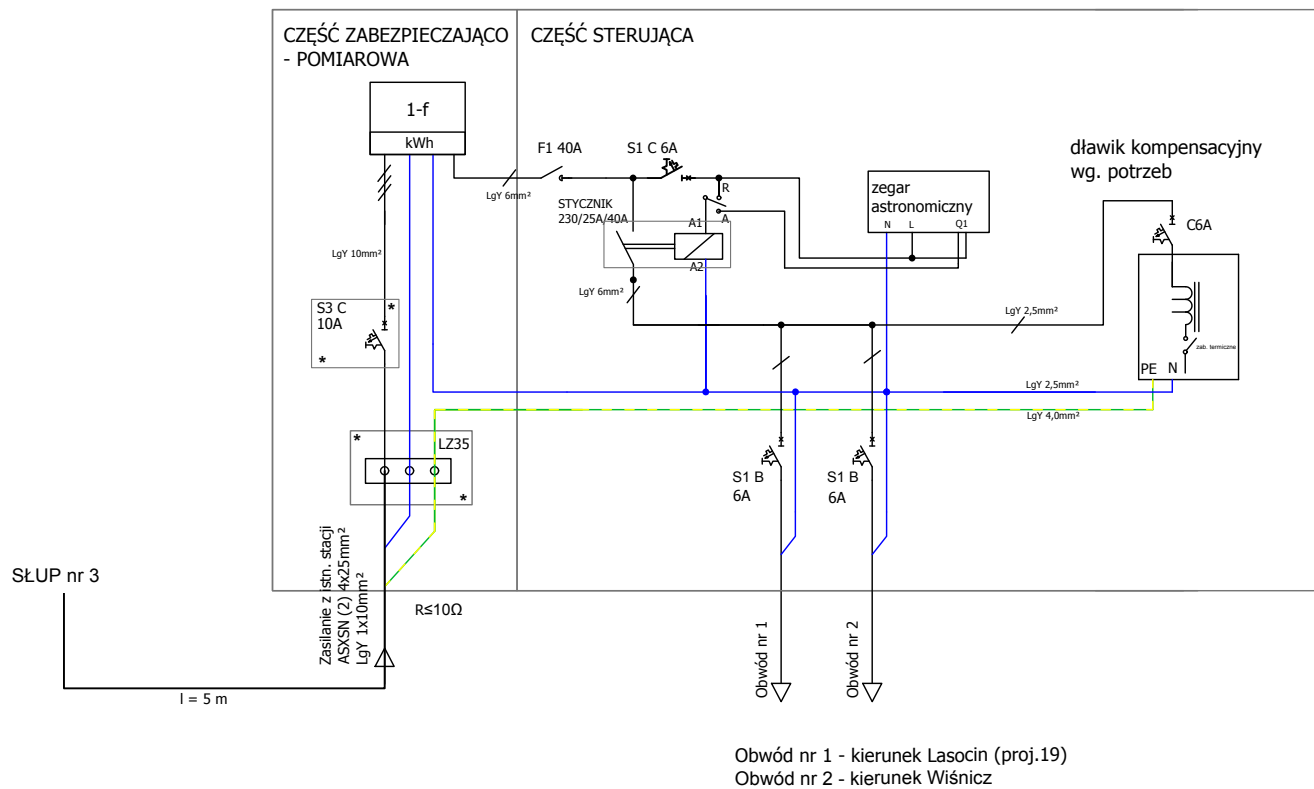 CZĘŚĆ ZABEZPIECZAJĄCO
- POMIAROWA
CZĘŚĆ STERUJĄCA
1-f
kWh
F1 40A
S1 C 6A
LgY 6mm²
STYCZNIK
230/25A/40A
R
A
A1
A2
zegar
astronomiczny
N
L
Q1
dławik kompensacyjny
wg. potrzeb
C6A
LgY 10mm²
LgY 6mm²
S3 C
10A
*
*
LgY 2,5mm²
zab. termiczne
PE
N
LgY 2,5mm²
LgY 4,0mm²
*
LZ35
*
S1 B
6A
S1 B
6A
SŁUP nr 3
l = 5 m
Zasilanie z istn. stacji
ASXSN (2) 4x25mm²
LgY 1x10mm²
R≤10Ω
Obwód nr 1
Obwód nr 2
Obwód nr 1 - kierunek Lasocin (proj.19)
Obwód nr 2 - kierunek Wiśnicz